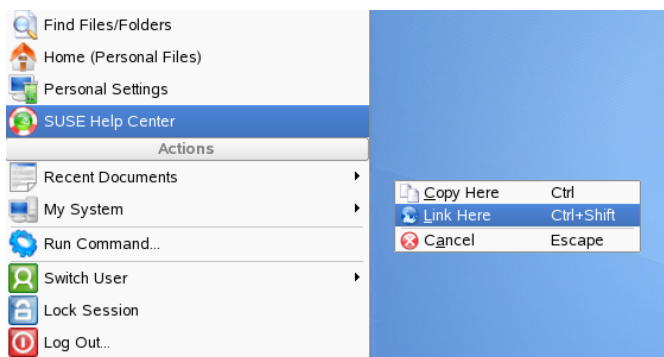 Find Files/Folders
Home (Personal Files)
Personal Settings
SUSE Help Center
Actions
Recent Documents
My System
Run Command...
Switch User
Lock Session
Log Out...
Copy Here Ctrl
Link Here Ctrl+Shift
Cancel Escape